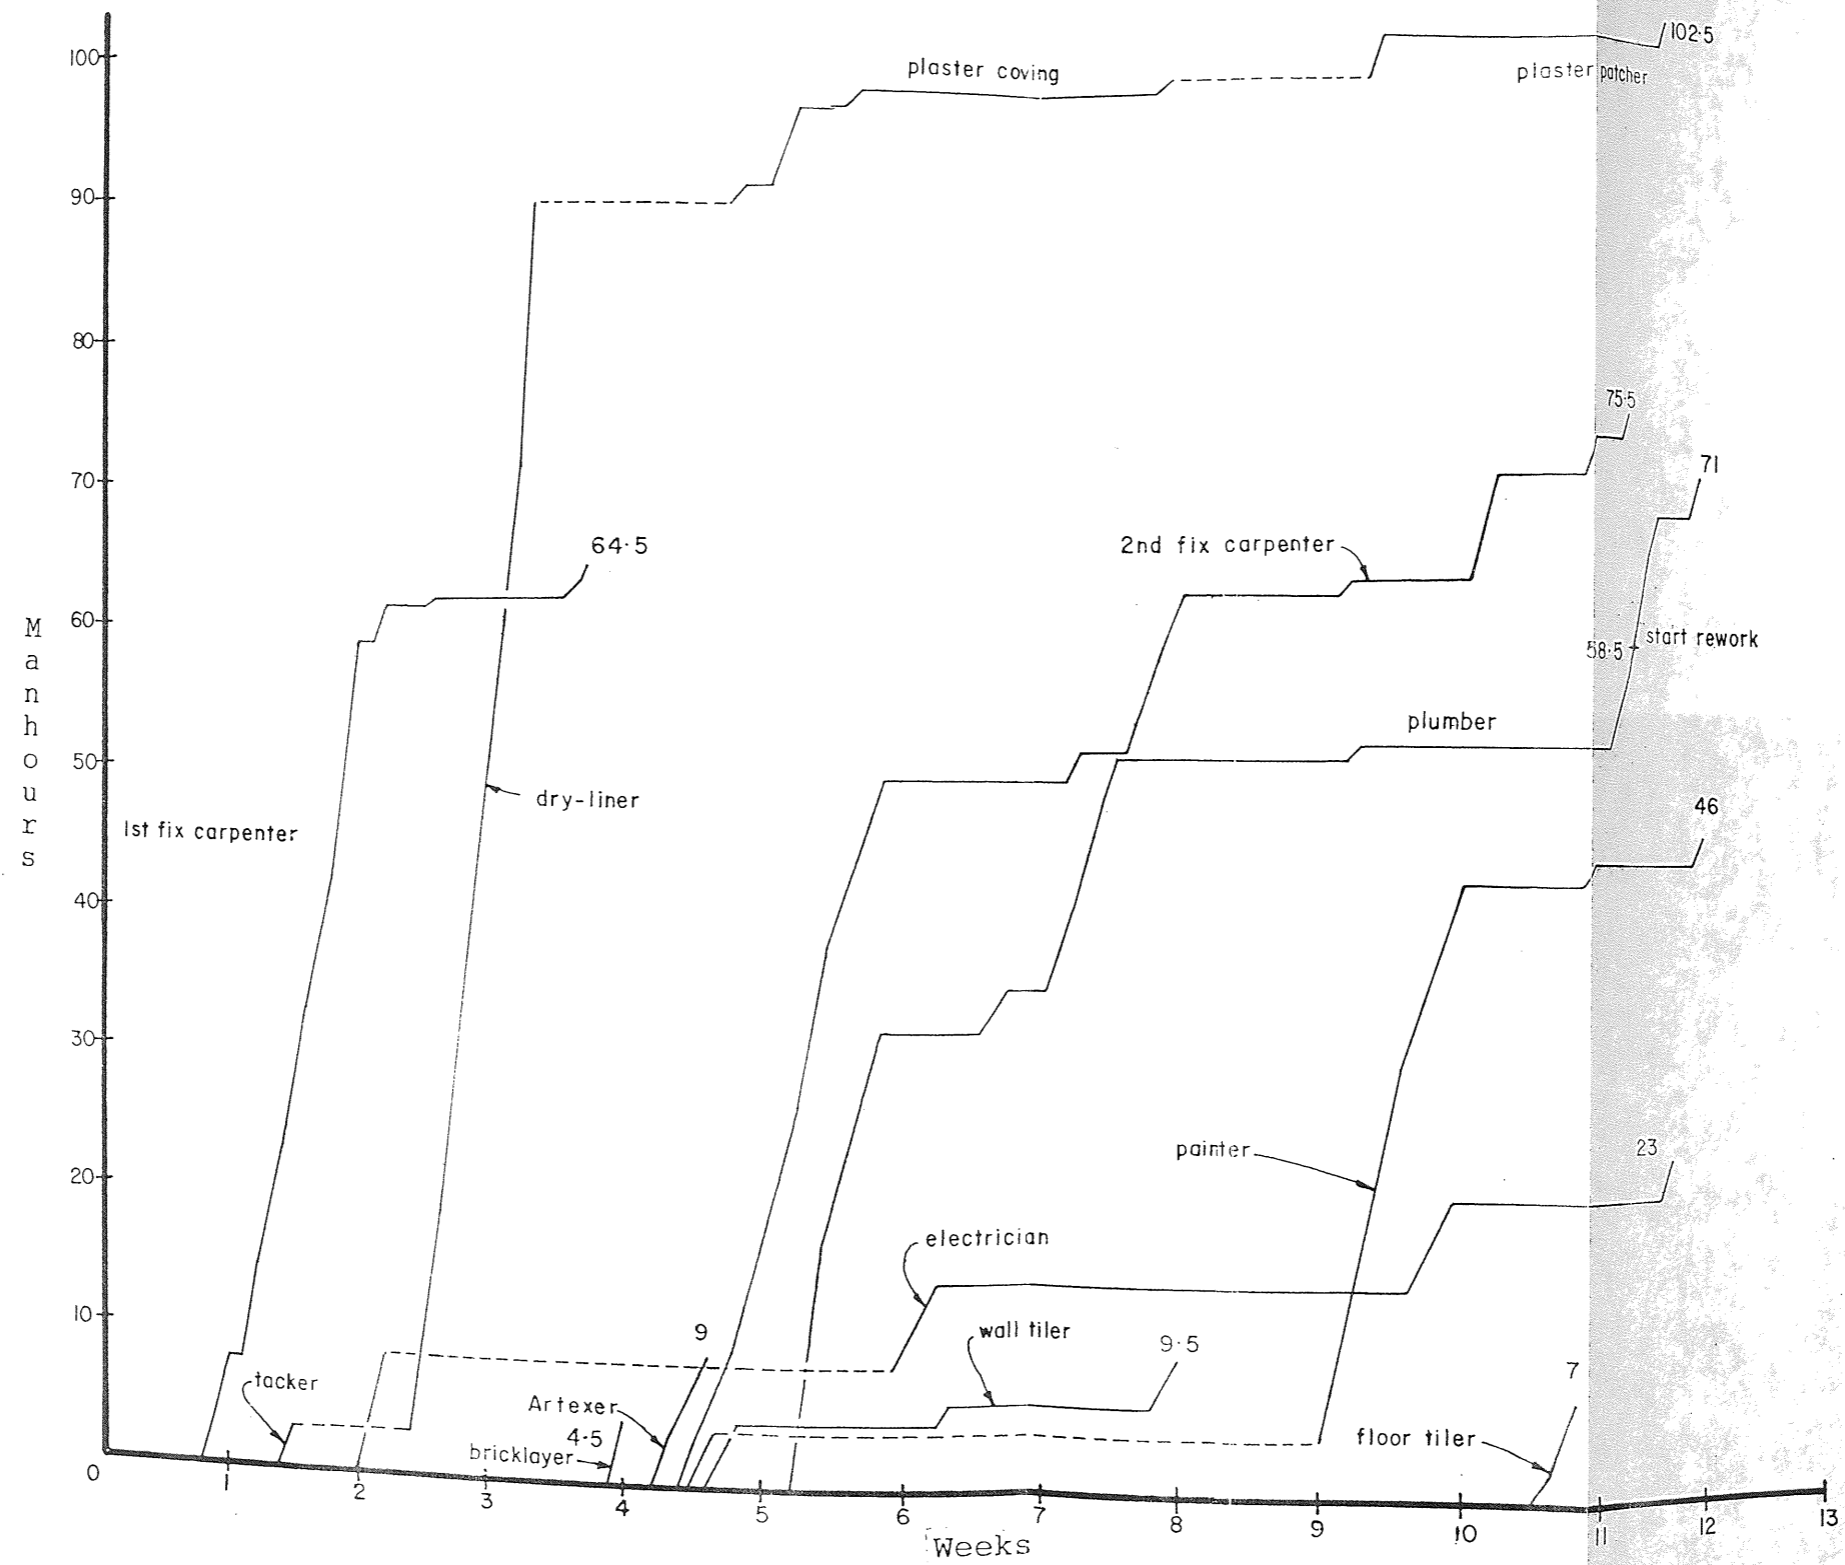 100
102·5
plaster coving
plaster patcher
90
80
75·5
70
71
2nd fix carpenter
64·5
60
Manhours
58·5
start rework
plumber
50
dry-liner
46
1st fix carpenter
40
30
20
painter
23
electrician
10
9
wall tiler
9·5
7
tacker
Artexer
4·5
bricklayer
floor tiler
0
1
2
3
4
5
6
7
8
9
10
11
12
13
Weeks